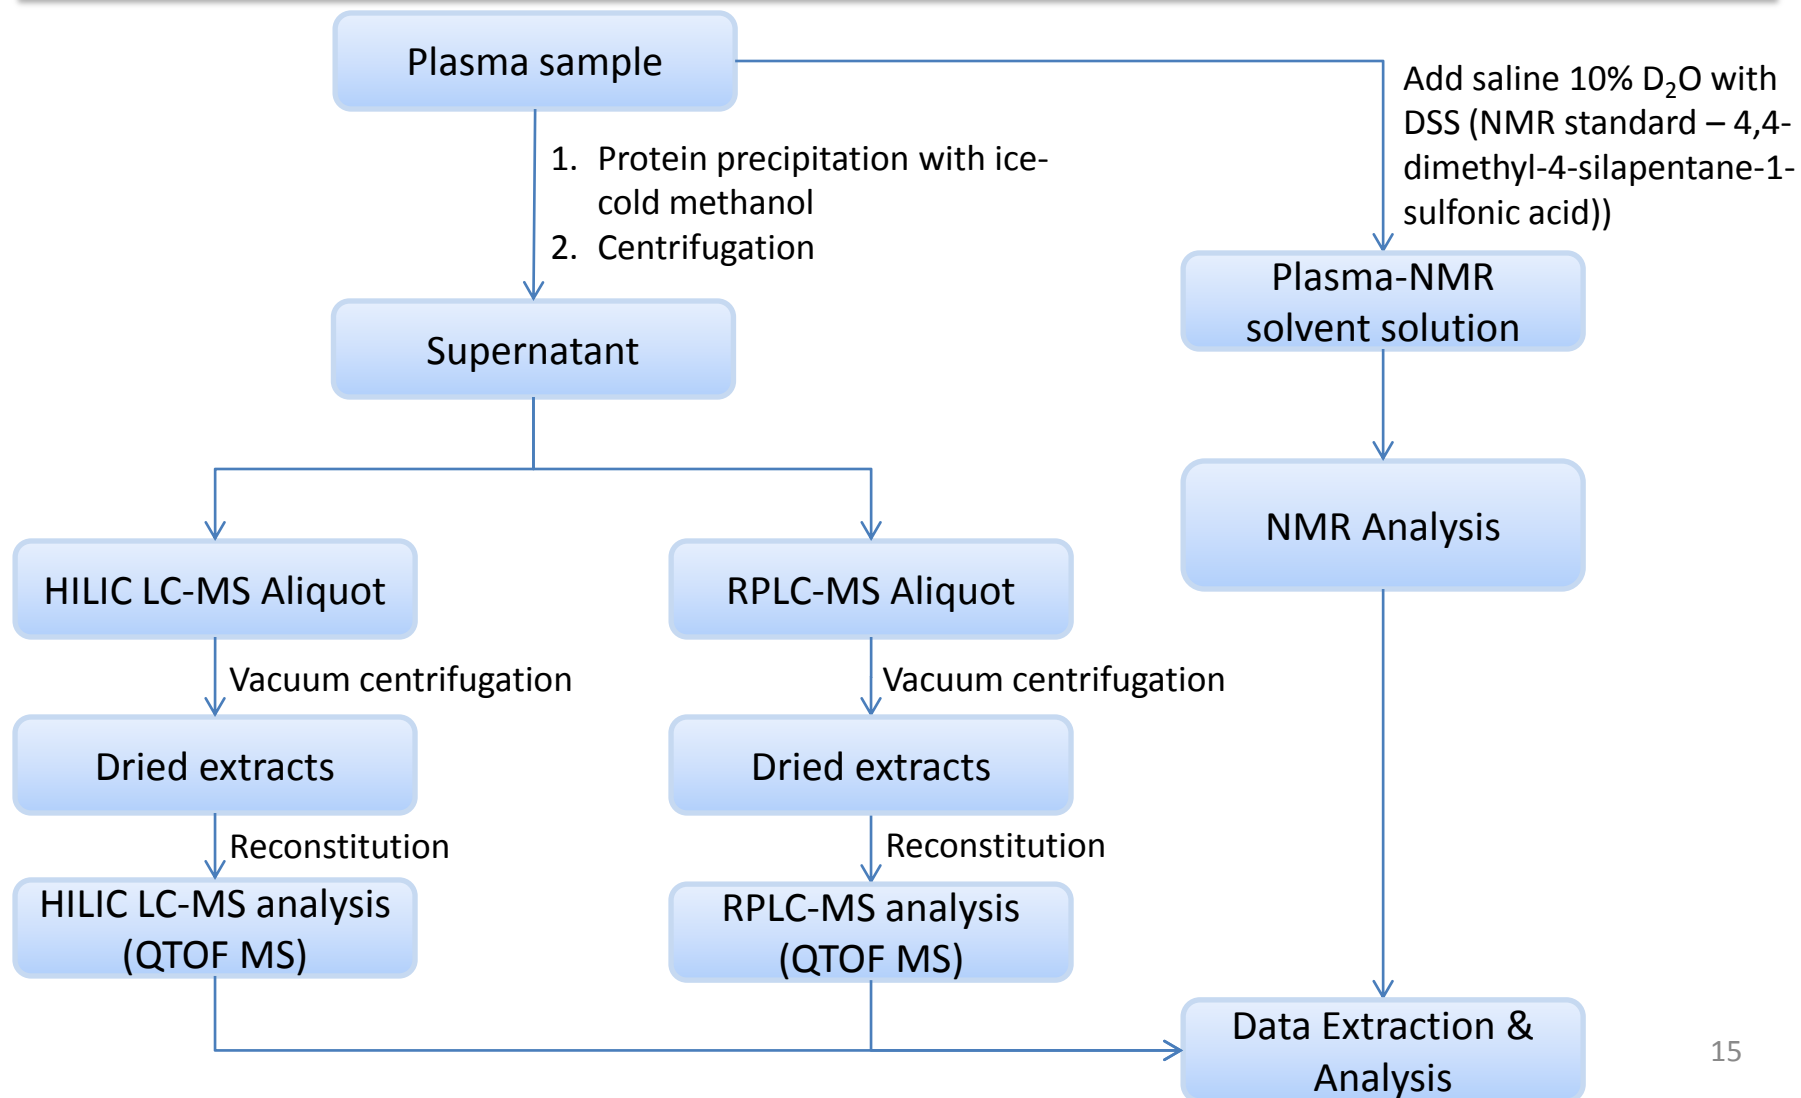 Plasma sample
Add saline 10% D₂O with
DSS (NMR standard – 4,4-
dimethyl-4-silapentane-1-
sulfonic acid))
1. Protein precipitation with ice-
cold methanol
2. Centrifugation
Plasma-NMR
solvent solution
Supernatant
NMR Analysis
HILIC LC-MS Aliquot
RPLC-MS Aliquot
Vacuum centrifugation
Vacuum centrifugation
Dried extracts
Dried extracts
Reconstitution
Reconstitution
HILIC LC-MS analysis
(QTOF MS)
RPLC-MS analysis
(QTOF MS)
Data Extraction &
Analysis
15